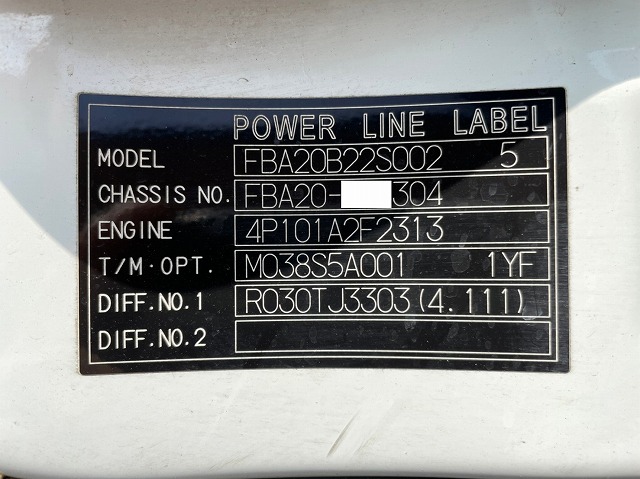 POWER LINE LABEL
MODEL FBA20B22S002 5
CHASSIS NO. FBA20- 304
ENGINE 4P101A2F2313
T/M·OPT. M038S5A001 1YF
DIFF.NO.1 R030TJ3303(4.111)
DIFF.NO.2